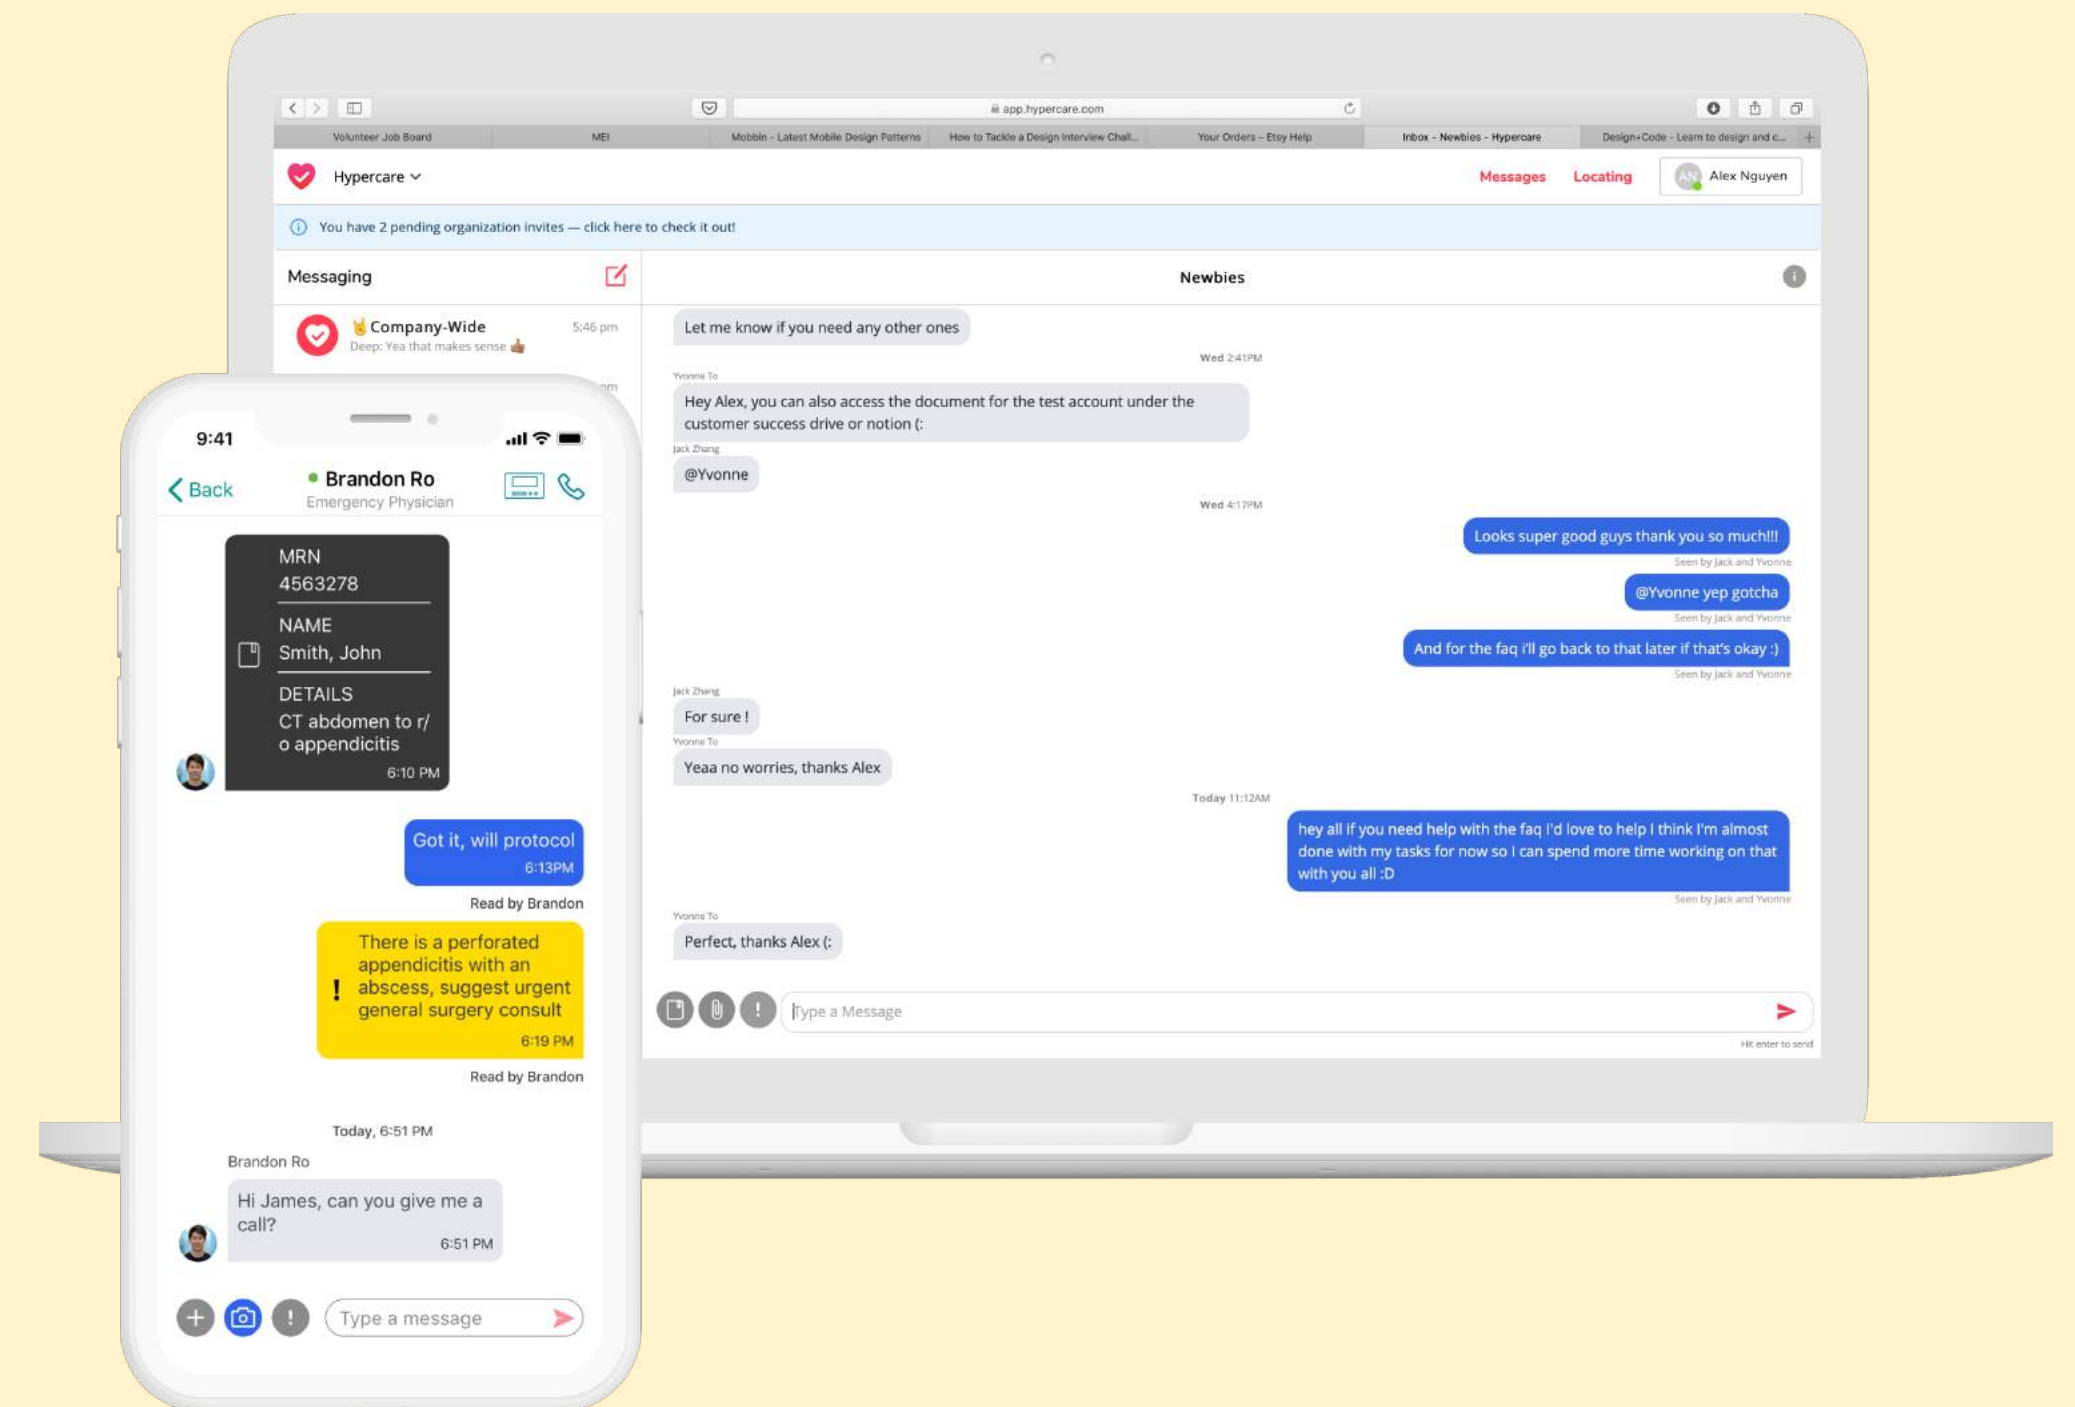 app.hypercare.com
Volunteer Job Board
MEI
Mobbin - Latest Mobile Design Patterns
How to Tackle a Design Interview Chall...
Your Orders – Etsy Help
Inbox - Newbies - Hypercare
Design+Code - Learn to design and c...
Hypercare
Messages
Locating
AN
Alex Nguyen
You have 2 pending organization invites — click here to check it out!
Messaging
Newbies
🤘Company-Wide
5:46 pm
Deep: Yea that makes sense 👍🏽
pm
Let me know if you need any other ones
Wed 2:41PM
Yvonne To
Hey Alex, you can also access the document for the test account under the
customer success drive or notion (:
Jack Zhang
@Yvonne
Wed 4:17PM
Looks super good guys thank you so much!!!
Seen by Jack and Yvonne
@Yvonne yep gotcha
Seen by Jack and Yvonne
And for the faq i'll go back to that later if that's okay :)
Seen by Jack and Yvonne
Jack Zhang
For sure !
Yvonne To
Yeaa no worries, thanks Alex
Today 11:12AM
hey all if you need help with the faq I'd love to help I think I'm almost
done with my tasks for now so I can spend more time working on that
with you all :D
Seen by Jack and Yvonne
Yvonne To
Perfect, thanks Alex (:
!
Type a Message
Hit enter to send
9:41
Back
Brandon Ro
Emergency Physician
MRN
4563278
NAME
Smith, John
DETAILS
CT abdomen to r/
o appendicitis
6:10 PM
Got it, will protocol
6:13PM
Read by Brandon
There is a perforated
appendicitis with an
! abscess, suggest urgent
general surgery consult
6:19 PM
Read by Brandon
Today, 6:51 PM
Brandon Ro
Hi James, can you give me a
call?
6:51 PM
!
Type a message